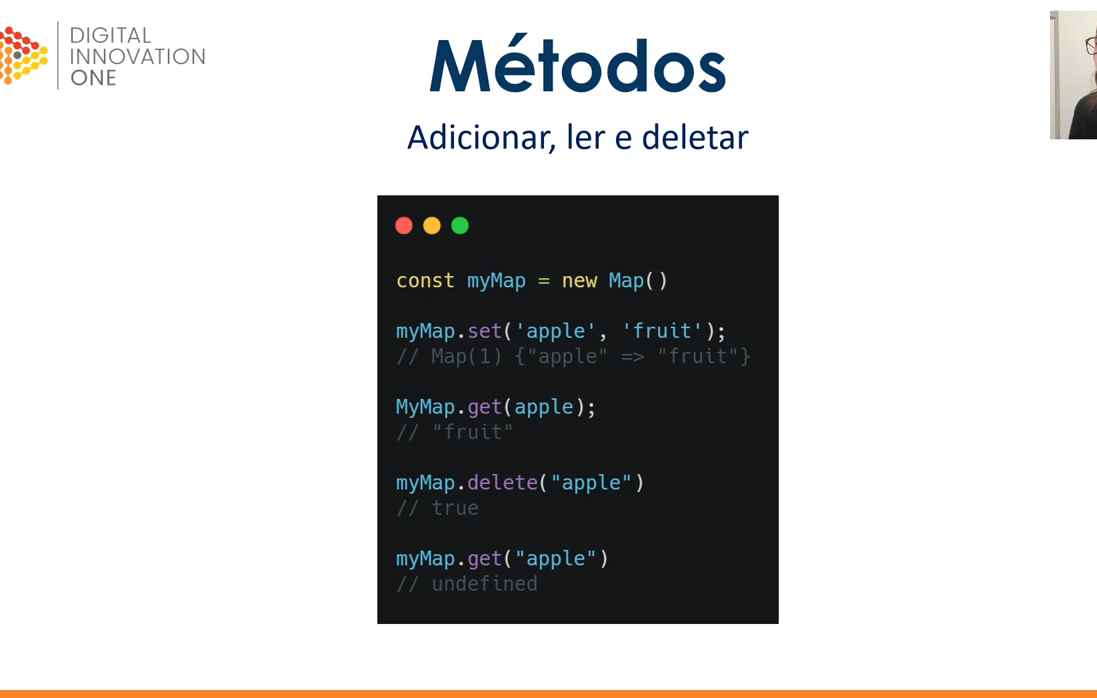 DIGITAL
INNOVATION
ONE
Métodos
Adicionar, ler e deletar
const myMap = new Map()
myMap.set('apple', 'fruit');
// Map(1) {"apple" => "fruit"}
MyMap.get(apple);
// "fruit"
myMap.delete("apple")
// true
myMap.get("apple")
// undefined